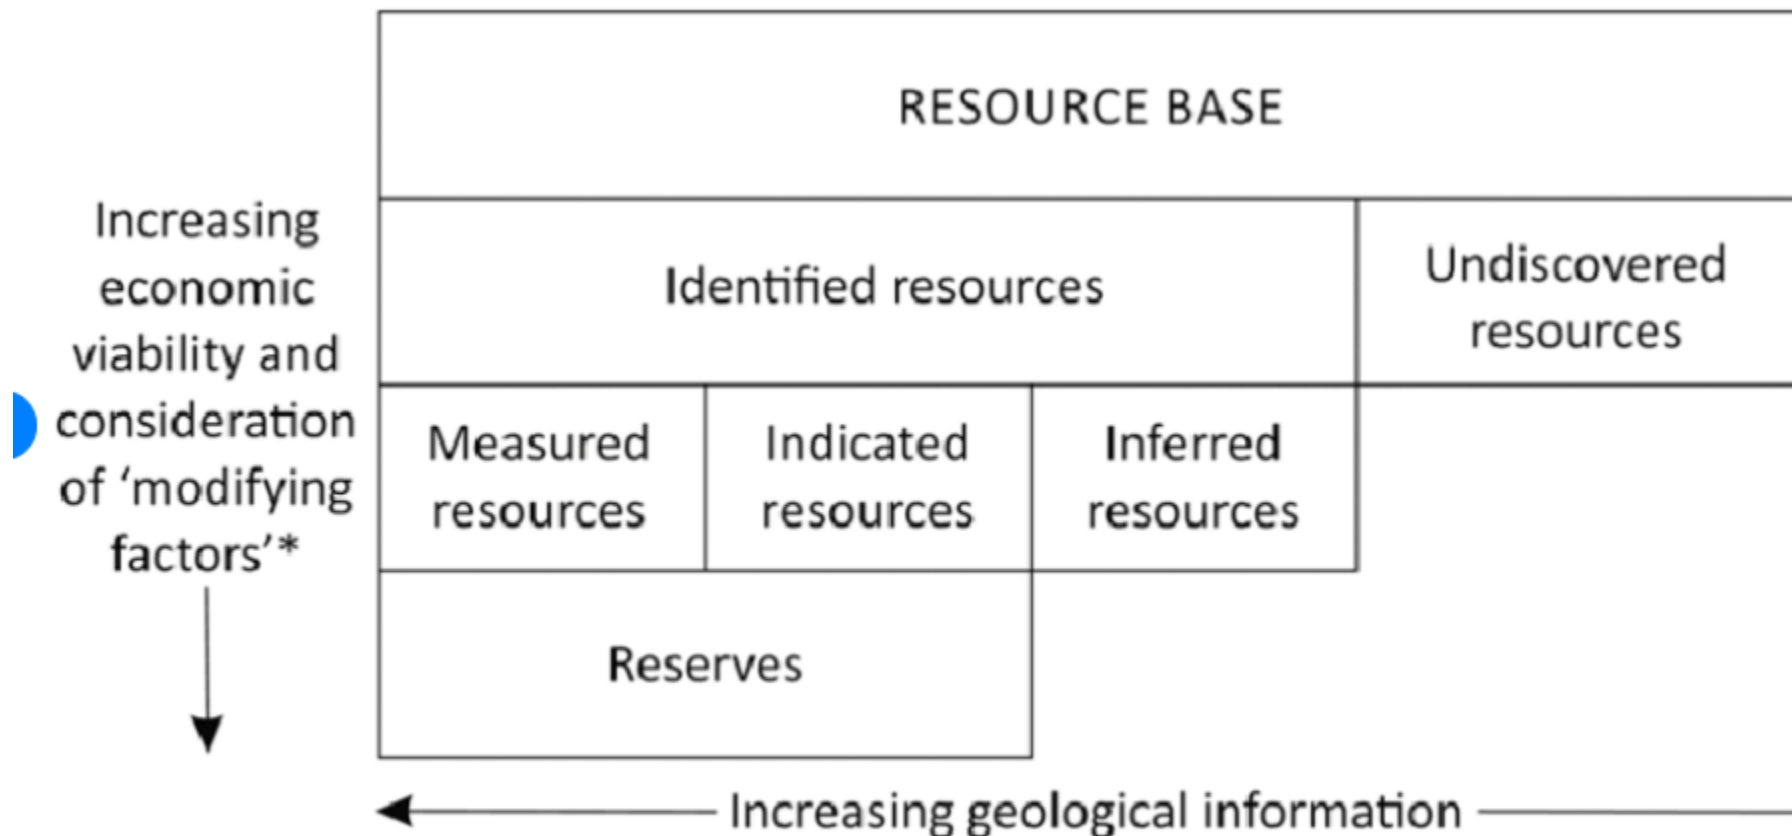 RESOURCE BASE
Increasing
economic
viability and
consideration
of ‘modifying
factors’*
Identified resources
Undiscovered
resources
Measured
resources
Indicated
resources
Inferred
resources
Reserves
Increasing geological information